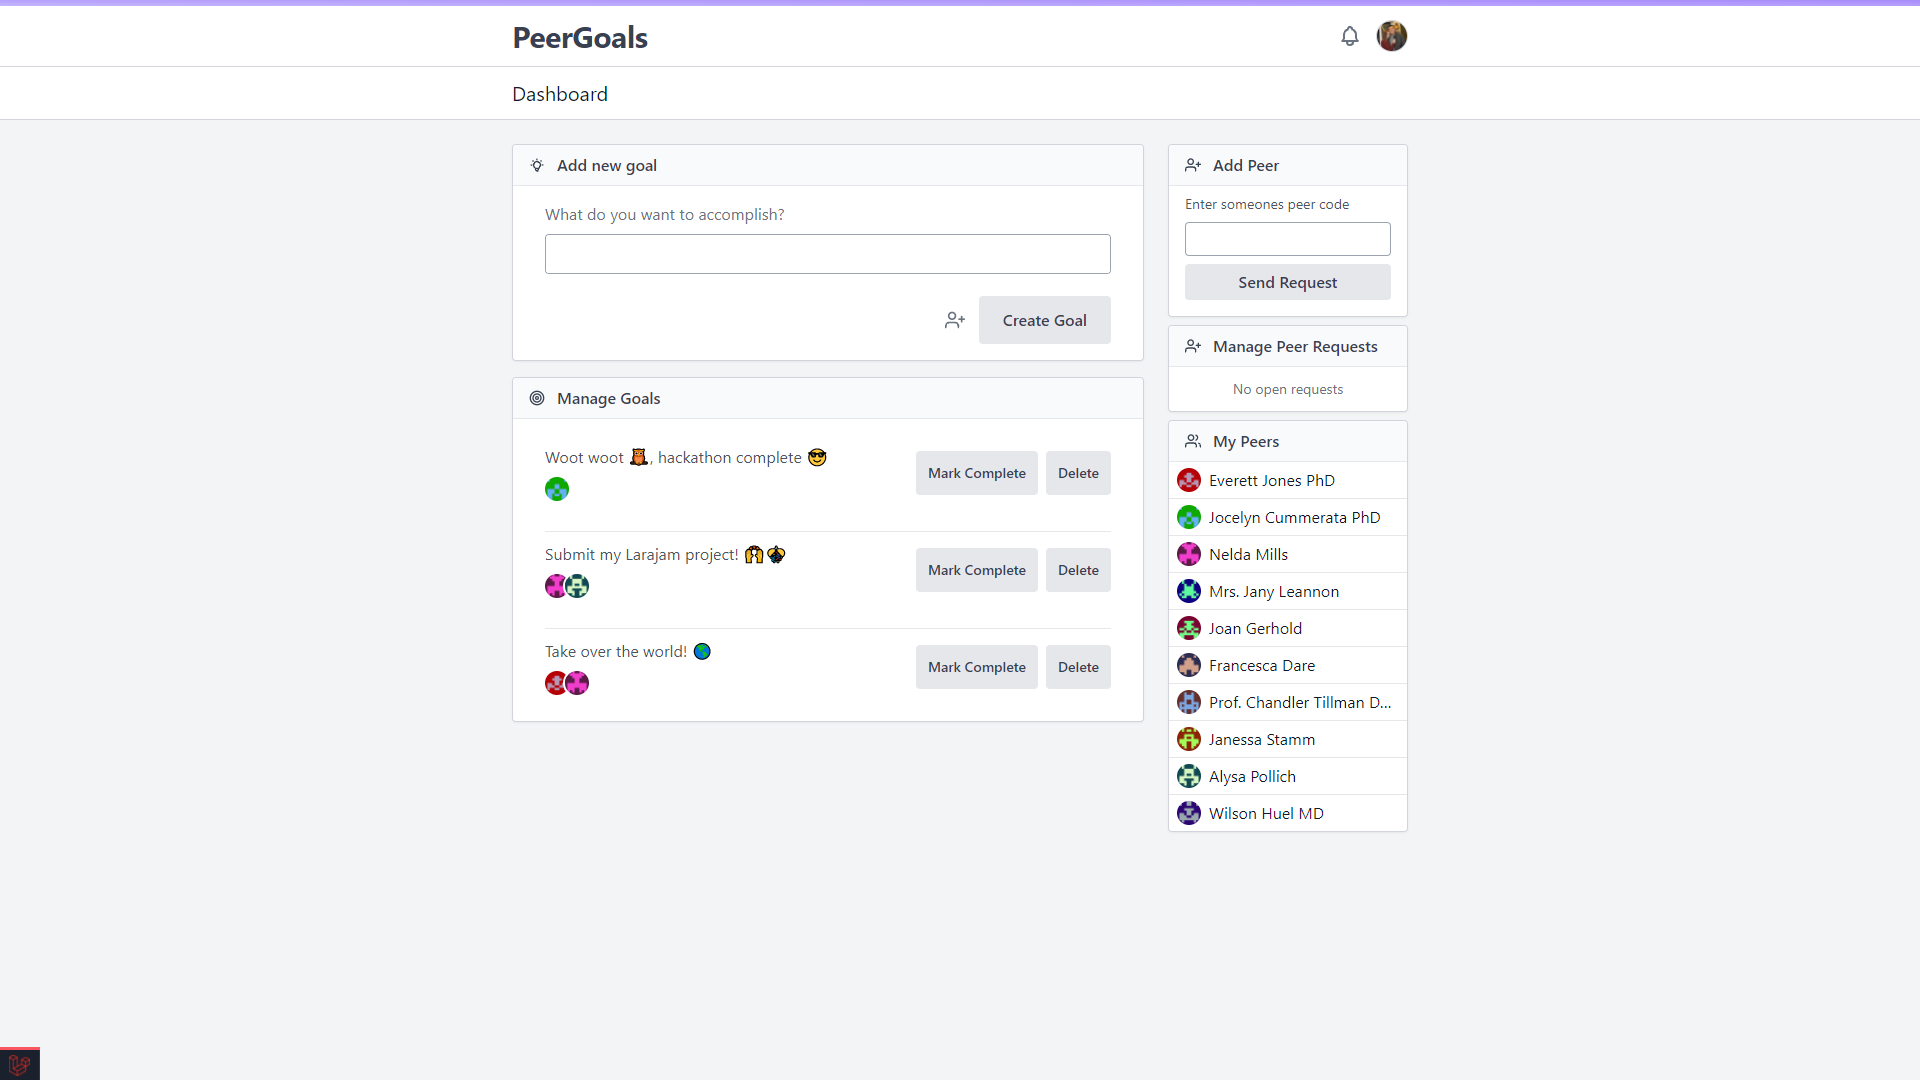 PeerGoals
Dashboard
Add new goal
What do you want to accomplish?
Create Goal
Manage Goals
Woot woot 🦉, hackathon complete 😎
Mark Complete
Delete
Submit my Larajam project!
Mark Complete
Delete
Take over the world! 🌎
Mark Complete
Delete
Add Peer
Enter someones peer code
Send Request
Manage Peer Requests
No open requests
My Peers
Everett Jones PhD
Jocelyn Cummerata PhD
Nelda Mills
Mrs. Jany Leannon
Joan Gerhold
Francesca Dare
Prof. Chandler Tillman D...
Janessa Stamm
Alysa Pollich
Wilson Huel MD